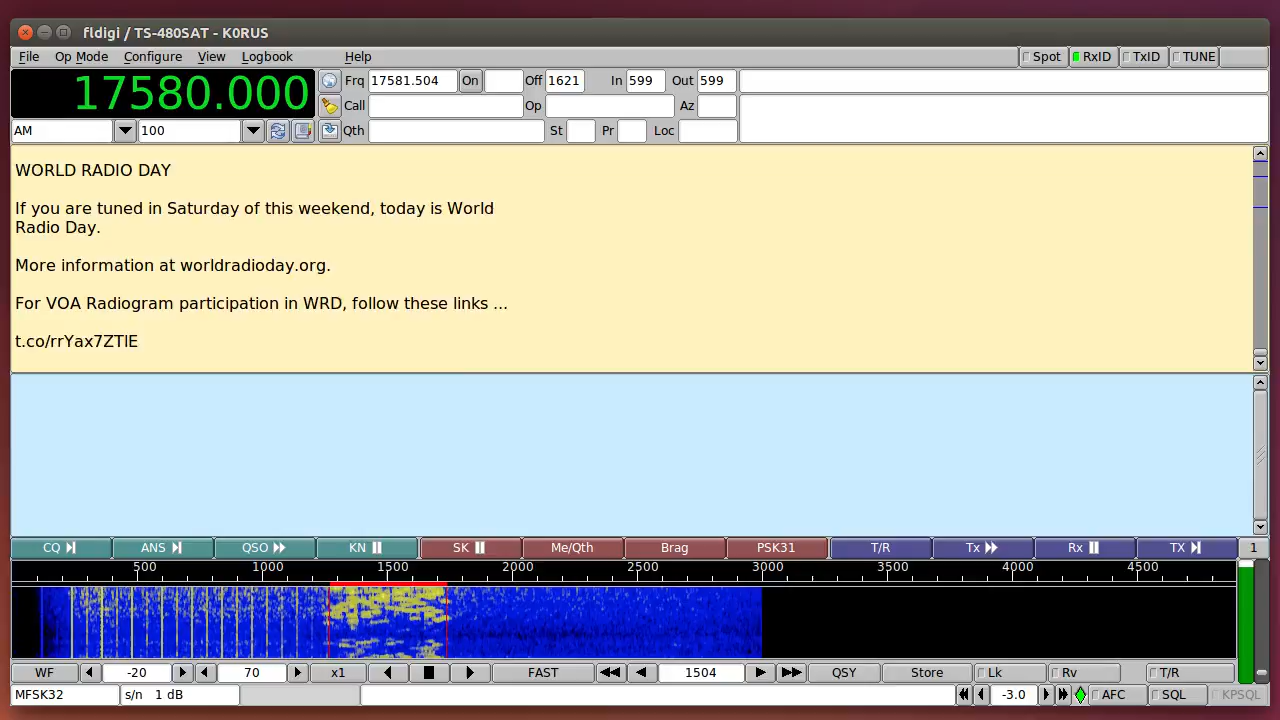 fldigi / TS-480SAT - K0RUS
File Op Mode Configure View Logbook Help Spot RxID TxID TUNE
17580.000
Frq 17581.504 On Off 1621 In 599 Out 599
Call Op Az
AM 100 Qth St Pr Loc
WORLD RADIO DAY
If you are tuned in Saturday of this weekend, today is World
Radio Day.
More information at worldradioday.org.
For VOA Radiogram participation in WRD, follow these links ...
t.co/rrYax7ZTlE
CQ ANS QSO KN SK Me/Qth Brag PSK31 T/R Tx Rx TX 1
500 1000 1500 2000 2500 3000 3500 4000 4500
WF -20 70 x1 FAST 1504 QSY Store Lk Rv T/R
MFSK32 s/n 1 dB -3.0 AFC SQL KPSQL